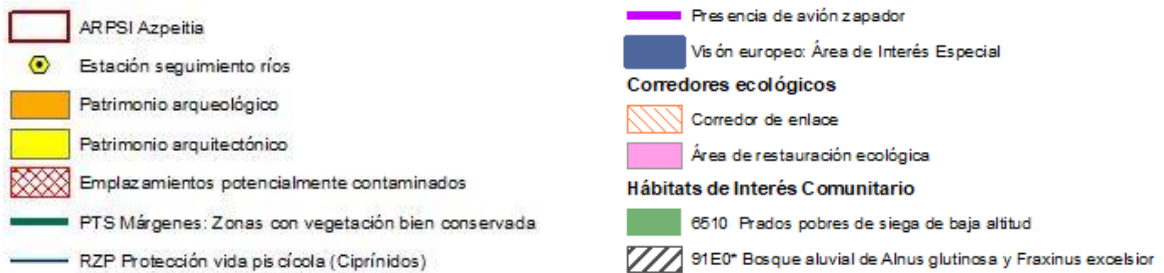 ARPSI Azpeitia
Estación seguimiento ríos
Patrimonio arqueológico
Patrimonio arquitectónico
Emplazamientos potencialmente contaminados
PTS Márgenes: Zonas con vegetación bien conservada
RZP Protección vida piscícola (Ciprínidos)
Presencia de avión zapador
Visón europeo: Área de Interés Especial
Corredores ecológicos
Corredor de enlace
Área de restauración ecológica
Hábitats de Interés Comunitario
6510 Prados pobres de siega de baja altitud
91E0* Bosque aluvial de Alnus glutinosa y Fraxinus excelsior